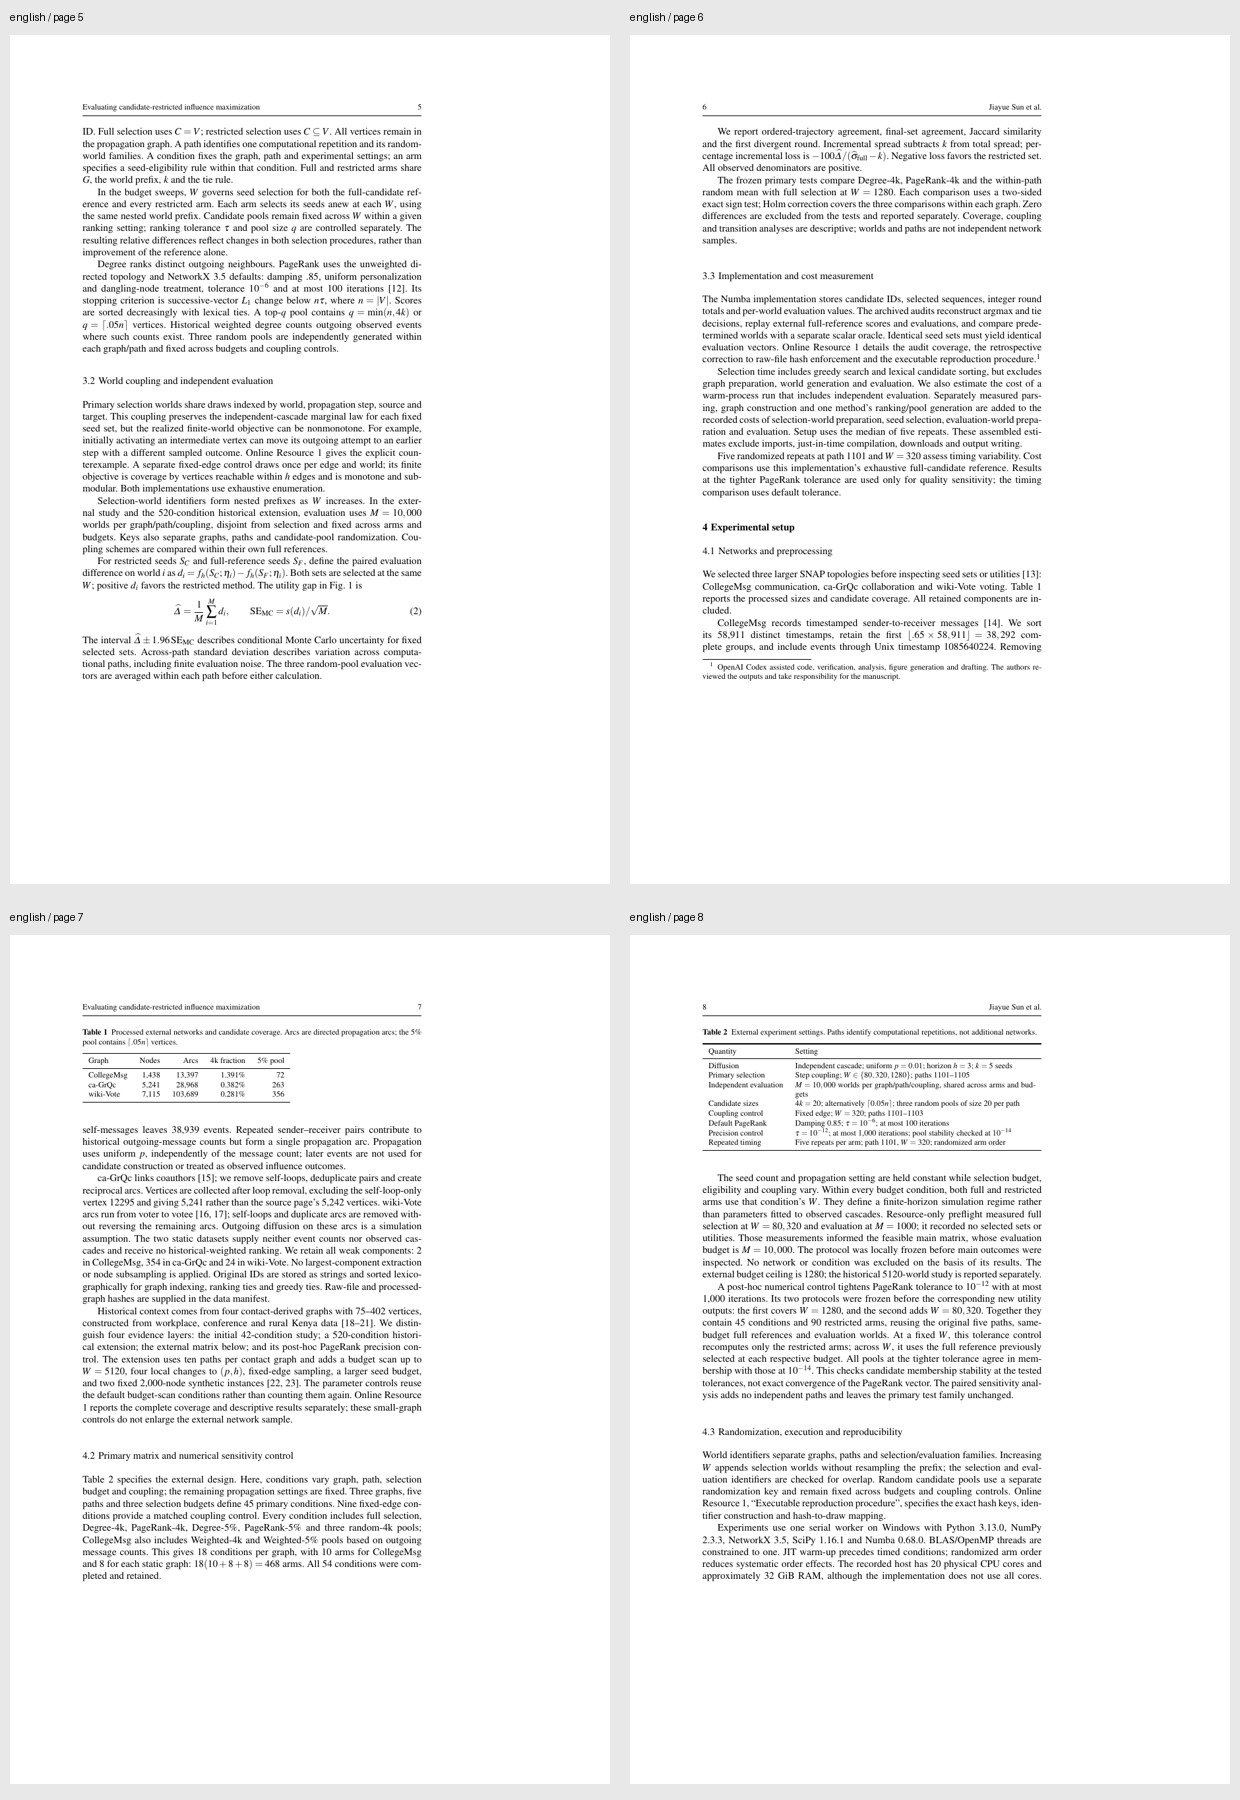 english / page 5
Evaluating candidate-restricted influence maximization 5
ID. Full selection uses C = V; restricted selection uses C ⊆ V. All vertices remain in
the propagation graph. A path identifies one computational repetition and its random-
world families. A condition fixes the graph, path and experimental settings; an arm
specifies a seed-eligibility rule within that condition. Full and restricted arms share
G, the world prefix, k and the tie rule.
In the budget sweeps, W governs seed selection for both the full-candidate ref-
erence and every restricted arm. Each arm selects its seeds anew at each W, using
the same nested world prefix. Candidate pools remain fixed across W within a given
ranking setting; ranking tolerance τ and pool size q are controlled separately. The
resulting relative differences reflect changes in both selection procedures, rather than
improvement of the reference alone.
Degree ranks distinct outgoing neighbours. PageRank uses the unweighted di-
rected topology and NetworkX 3.5 defaults: damping .85, uniform personalization
and dangling-node treatment, tolerance 10⁻⁶ and at most 100 iterations [12]. Its
stopping criterion is successive-vector L₁ change below nτ, where n = |V|. Scores
are sorted decreasingly with lexical ties. A top-q pool contains q = min(n, 4k) or
q = ⌈.05n⌉ vertices. Historical weighted degree counts outgoing observed events
where such counts exist. Three random pools are independently generated within
each graph/path and fixed across budgets and coupling controls.
3.2 World coupling and independent evaluation
Primary selection worlds share draws indexed by world, propagation step, source and
target. This coupling preserves the independent-cascade marginal law for each fixed
seed set, but the realized finite-world objective can be nonmonotone. For example,
initially activating an intermediate vertex can move its outgoing attempt to an earlier
step with a different sampled outcome. Online Resource 1 gives the explicit coun-
terexample. A separate fixed-edge control draws once per edge and world; its finite
objective is coverage by vertices reachable within h edges and is monotone and sub-
modular. Both implementations use exhaustive enumeration.
Selection-world identifiers form nested prefixes as W increases. In the exter-
nal study and the 520-condition historical extension, evaluation uses M = 10,000
worlds per graph/path/coupling, disjoint from selection and fixed across arms and
budgets. Keys also separate graphs, paths and candidate-pool randomization. Cou-
pling schemes are compared within their own full references.
For restricted seeds S_C and full-reference seeds S_F, define the paired evaluation
difference on world i as d_i = f_h(S_C; η_i) − f_h(S_F; η_i). Both sets are selected at the same
W; positive d_i favors the restricted method. The utility gap in Fig. 1 is
Δ̂ = 1/M ∑_{i=1}^{M} d_i, SE_MC = s(d_i)/√M. (2)
The interval Δ̂ ± 1.96 SE_MC describes conditional Monte Carlo uncertainty for fixed
selected sets. Across-path standard deviation describes variation across computa-
tional paths, including finite evaluation noise. The three random-pool evaluation vec-
tors are averaged within each path before either calculation.
english / page 6
6 Jiayue Sun et al.
We report ordered-trajectory agreement, final-set agreement, Jaccard similarity
and the first divergent round. Incremental spread subtracts k from total spread; per-
centage incremental loss is −100Δ̂/(σ̂_full − k). Negative loss favors the restricted set.
All observed denominators are positive.
The frozen primary tests compare Degree-4k, PageRank-4k and the within-path
random mean with full selection at W = 1280. Each comparison uses a two-sided
exact sign test; Holm correction covers the three comparisons within each graph. Zero
differences are excluded from the tests and reported separately. Coverage, coupling
and transition analyses are descriptive; worlds and paths are not independent network
samples.
3.3 Implementation and cost measurement
The Numba implementation stores candidate IDs, selected sequences, integer round
totals and per-world evaluation values. The archived audits reconstruct argmax and tie
decisions, replay external full-reference scores and evaluations, and compare prede-
termined worlds with a separate scalar oracle. Identical seed sets must yield identical
evaluation vectors. Online Resource 1 details the audit coverage, the retrospective
correction to raw-file hash enforcement and the executable reproduction procedure.¹
Selection time includes greedy search and lexical candidate sorting, but excludes
graph preparation, world generation and evaluation. We also estimate the cost of a
warm-process run that includes independent evaluation. Separately measured pars-
ing, graph construction and one method's ranking/pool generation are added to the
recorded costs of selection-world preparation, seed selection, evaluation-world prepa-
ration and evaluation. Setup uses the median of five repeats. These assembled esti-
mates exclude imports, just-in-time compilation, downloads and output writing.
Five randomized repeats at path 1101 and W = 320 assess timing variability. Cost
comparisons use this implementation's exhaustive full-candidate reference. Results
at the tighter PageRank tolerance are used only for quality sensitivity; the timing
comparison uses default tolerance.
4 Experimental setup
4.1 Networks and preprocessing
We selected three larger SNAP topologies before inspecting seed sets or utilities [13]:
CollegeMsg communication, ca-GrQc collaboration and wiki-Vote voting. Table 1
reports the processed sizes and candidate coverage. All retained components are in-
cluded.
CollegeMsg records timestamped sender-to-receiver messages [14]. We sort
its 58,911 distinct timestamps, retain the first ⌊.65 × 58,911⌋ = 38,292 com-
plete groups, and include events through Unix timestamp 1085640224. Removing
¹ OpenAI Codex assisted code, verification, analysis, figure generation and drafting. The authors re-
viewed the outputs and take responsibility for the manuscript.
english / page 7
Evaluating candidate-restricted influence maximization 7
Table 1 Processed external networks and candidate coverage. Arcs are directed propagation arcs; the 5%
pool contains ⌈.05n⌉ vertices.
Graph Nodes Arcs 4k fraction 5% pool
CollegeMsg 1,438 13,397 1.391% 72
ca-GrQc 5,241 28,968 0.382% 263
wiki-Vote 7,115 103,689 0.281% 356
self-messages leaves 38,939 events. Repeated sender–receiver pairs contribute to
historical outgoing-message counts but form a single propagation arc. Propagation
uses uniform p, independently of the message count; later events are not used for
candidate construction or treated as observed influence outcomes.
ca-GrQc links coauthors [15]; we remove self-loops, deduplicate pairs and create
reciprocal arcs. Vertices are collected after loop removal, excluding the self-loop-only
vertex 12295 and giving 5,241 rather than the source page's 5,242 vertices. wiki-Vote
arcs run from voter to votee [16, 17]; self-loops and duplicate arcs are removed with-
out reversing the remaining arcs. Outgoing diffusion on these arcs is a simulation
assumption. The two static datasets supply neither event counts nor observed cas-
cades and receive no historical-weighted ranking. We retain all weak components: 2
in CollegeMsg, 354 in ca-GrQc and 24 in wiki-Vote. No largest-component extraction
or node subsampling is applied. Original IDs are stored as strings and sorted lexico-
graphically for graph indexing, ranking ties and greedy ties. Raw-file and processed-
graph hashes are supplied in the data manifest.
Historical context comes from four contact-derived graphs with 75–402 vertices,
constructed from workplace, conference and rural Kenya data [18–21]. We distin-
guish four evidence layers: the initial 42-condition study; a 520-condition histori-
cal extension; the external matrix below; and its post-hoc PageRank precision con-
trol. The extension uses ten paths per contact graph and adds a budget scan up to
W = 5120, four local changes to (p,h), fixed-edge sampling, a larger seed budget,
and two fixed 2,000-node synthetic instances [22, 23]. The parameter controls reuse
the default budget-scan conditions rather than counting them again. Online Resource
1 reports the complete coverage and descriptive results separately; these small-graph
controls do not enlarge the external network sample.
4.2 Primary matrix and numerical sensitivity control
Table 2 specifies the external design. Here, conditions vary graph, path, selection
budget and coupling; the remaining propagation settings are fixed. Three graphs, five
paths and three selection budgets define 45 primary conditions. Nine fixed-edge con-
ditions provide a matched coupling control. Every condition includes full selection,
Degree-4k, PageRank-4k, Degree-5%, PageRank-5% and three random-4k pools;
CollegeMsg also includes Weighted-4k and Weighted-5% pools based on outgoing
message counts. This gives 18 conditions per graph, with 10 arms for CollegeMsg
and 8 for each static graph: 18(10 + 8 + 8) = 468 arms. All 54 conditions were com-
pleted and retained.
english / page 8
8 Jiayue Sun et al.
Table 2 External experiment settings. Paths identify computational repetitions, not additional networks.
Quantity Setting
Diffusion Independent cascade; uniform p = 0.01; horizon h = 3; k = 5 seeds
Primary selection Step coupling; W ∈ {80,320,1280}; paths 1101–1105
Independent evaluation M = 10,000 worlds per graph/path/coupling, shared across arms and bud-
gets
Candidate sizes 4k = 20; alternatively ⌈0.05n⌉; three random pools of size 20 per path
Coupling control Fixed edge; W = 320; paths 1101–1103
Default PageRank Damping 0.85; τ = 10⁻⁶; at most 100 iterations
Precision control τ = 10⁻¹²; at most 1,000 iterations; pool stability checked at 10⁻¹⁴
Repeated timing Five repeats per arm; path 1101, W = 320; randomized arm order
The seed count and propagation setting are held constant while selection budget,
eligibility and coupling vary. Within every budget condition, both full and restricted
arms use that condition's W. They define a finite-horizon simulation regime rather
than parameters fitted to observed cascades. Resource-only preflight measured full
selection at W = 80,320 and evaluation at M = 1000; it recorded no selected sets or
utilities. Those measurements informed the feasible main matrix, whose evaluation
budget is M = 10,000. The protocol was locally frozen before main outcomes were
inspected. No network or condition was excluded on the basis of its results. The
external budget ceiling is 1280; the historical 5120-world study is reported separately.
A post-hoc numerical control tightens PageRank tolerance to 10⁻¹² with at most
1,000 iterations. Its two protocols were frozen before the corresponding new utility
outputs: the first covers W = 1280, and the second adds W = 80,320. Together they
contain 45 conditions and 90 restricted arms, reusing the original five paths, same-
budget full references and evaluation worlds. At a fixed W, this tolerance control
recomputes only the restricted arms; across W, it uses the full reference previously
selected at each respective budget. All pools at the tighter tolerance agree in mem-
bership with those at 10⁻¹⁴. This checks candidate membership stability at the tested
tolerances, not exact convergence of the PageRank vector. The paired sensitivity anal-
ysis adds no independent paths and leaves the primary test family unchanged.
4.3 Randomization, execution and reproducibility
World identifiers separate graphs, paths and selection/evaluation families. Increasing
W appends selection worlds without resampling the prefix; the selection and eval-
uation identifiers are checked for overlap. Random candidate pools use a separate
randomization key and remain fixed across budgets and coupling controls. Online
Resource 1, “Executable reproduction procedure”, specifies the exact hash keys, iden-
tifier construction and hash-to-draw mapping.
Experiments use one serial worker on Windows with Python 3.13.0, NumPy
2.3.3, NetworkX 3.5, SciPy 1.16.1 and Numba 0.68.0. BLAS/OpenMP threads are
constrained to one. JIT warm-up precedes timed conditions; randomized arm order
reduces systematic order effects. The recorded host has 20 physical CPU cores and
approximately 32 GiB RAM, although the implementation does not use all cores.